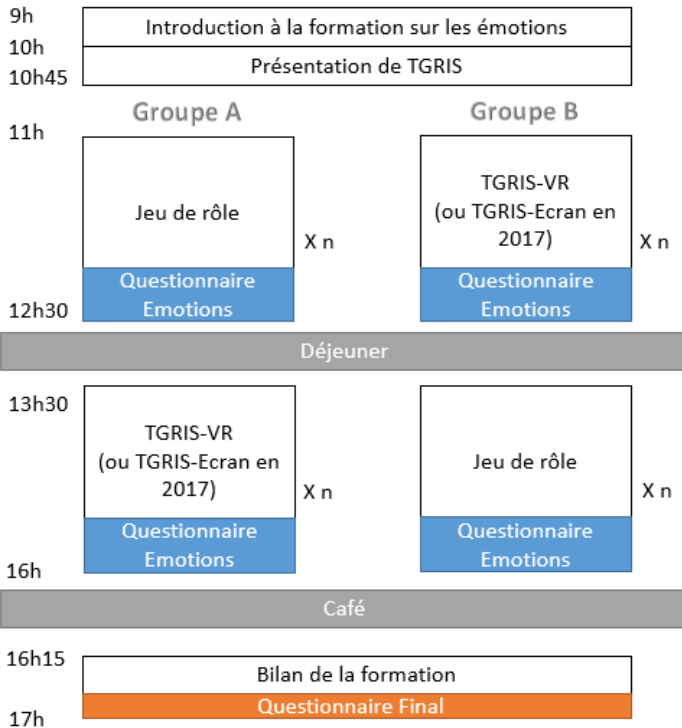 9h
Introduction à la formation sur les émotions
10h
Présentation de TGRIS
10h45
Groupe A
Groupe B
11h
Jeu de rôle
X n
TGRIS-VR
(ou TGRIS-Ecran en
2017)
X n
Questionnaire
Emotions
Questionnaire
Emotions
12h30
Déjeuner
13h30
TGRIS-VR
(ou TGRIS-Ecran en
2017)
X n
Jeu de rôle
X n
Questionnaire
Emotions
Questionnaire
Emotions
16h
Café
16h15
Bilan de la formation
Questionnaire Final
17h